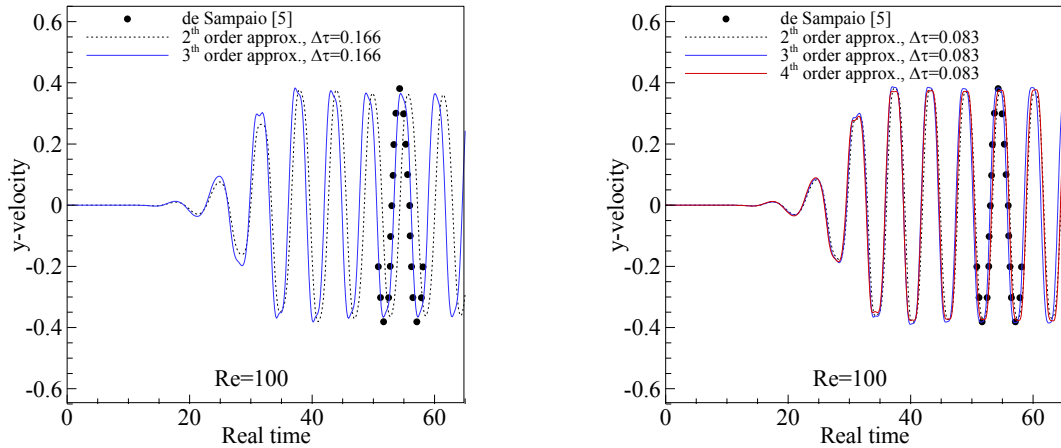 de Sampaio [5]
2th order approx., Δτ=0.166
3th order approx., Δτ=0.166
0.6
0.4
0.2
0
-0.2
-0.4
-0.6
y-velocity
Re=100
0 20 40 60
Real time
de Sampaio [5]
2th order approx., Δτ=0.083
3th order approx., Δτ=0.083
4th order approx., Δτ=0.083
0.6
0.4
0.2
0
-0.2
-0.4
-0.6
y-velocity
Re=100
0 20 40 60
Real time